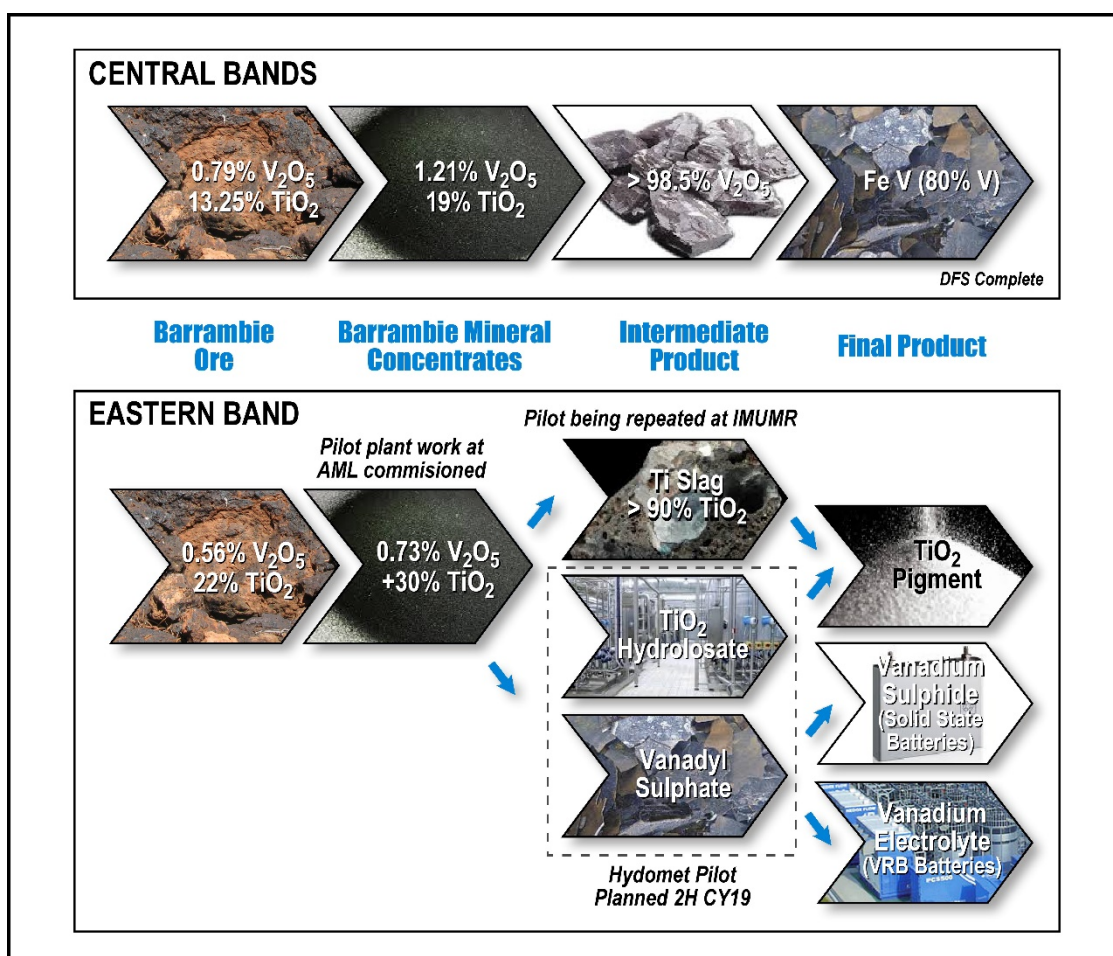 CENTRAL BANDS
0.79% V₂O₅
13.25% TiO₂
1.21% V₂O₅
19% TiO₂
> 98.5% V₂O₅
Fe V (80% V)
DFS Complete
Barrambie
Ore
Barrambie Mineral
Concentrates
Intermediate
Product
Final Product
EASTERN BAND
Pilot plant work at
AML commisioned
Pilot being repeated at IMUMR
0.56% V₂O₅
22% TiO₂
0.73% V₂O₅
+30% TiO₂
Ti Slag
> 90% TiO₂
TiO₂
Hydrolosate
Vanadyl
Sulphate
Hydomet Pilot
Planned 2H CY19
TiO₂
Pigment
Vanadium
Sulphide
(Solid State
Batteries)
Vanadium
Electrolyte
(VRB Batteries)